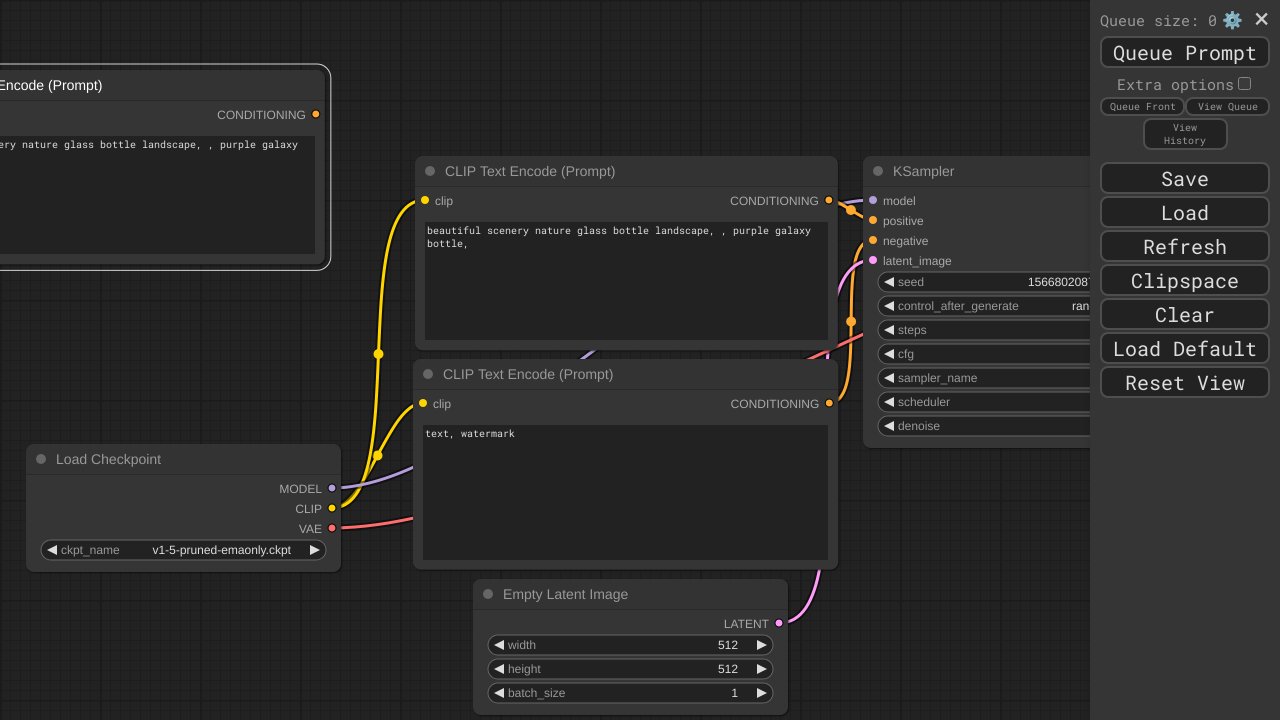 Encode (Prompt)
CONDITIONING
nature glass bottle landscape, , purple galaxy
CLIP Text Encode (Prompt)
clip
CONDITIONING
beautiful scenery nature glass bottle landscape, , purple galaxy
bottle,
CLIP Text Encode (Prompt)
clip
CONDITIONING
text, watermark
Load Checkpoint
MODEL
CLIP
VAE
ckpt_name v1-5-pruned-emaonly.ckpt
Empty Latent Image
LATENT
width 512
height 512
batch_size 1
KSampler
model
positive
negative
latent_image
seed
control_after_generate
steps
cfg
sampler_name
scheduler
denoise
Queue size: 0
Queue Prompt
Extra options
Queue Front
View Queue
View
History
Save
Load
Refresh
Clipspace
Clear
Load Default
Reset View